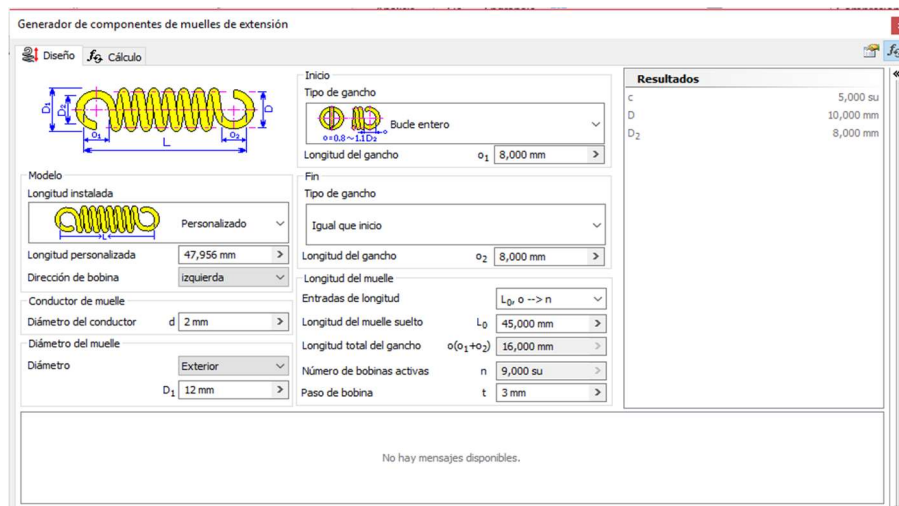 Generador de componentes de muelles de extensión
Diseño
Cálculo
D1
D2
D
o1
o2
L
Modelo
Longitud instalada
L
Personalizado
Longitud personalizada 47,956 mm >
Dirección de bobina izquierda
Conductor de muelle
Diámetro del conductor d 2 mm >
Diámetro del muelle
Diámetro Exterior
D1 12 mm >
Inicio
Tipo de gancho
Bucle entero
o=0.8~1.1D2
Longitud del gancho o1 8,000 mm >
Fin
Tipo de gancho
Igual que inicio
Longitud del gancho o2 8,000 mm >
Longitud del muelle
Entradas de longitud L0, o --> n
Longitud del muelle suelto L0 45,000 mm >
Longitud total del gancho o(o1+o2) 16,000 mm >
Número de bobinas activas n 9,000 su >
Paso de bobina t 3 mm >
Resultados
c 5,000 su
D 10,000 mm
D2 8,000 mm
No hay mensajes disponibles.